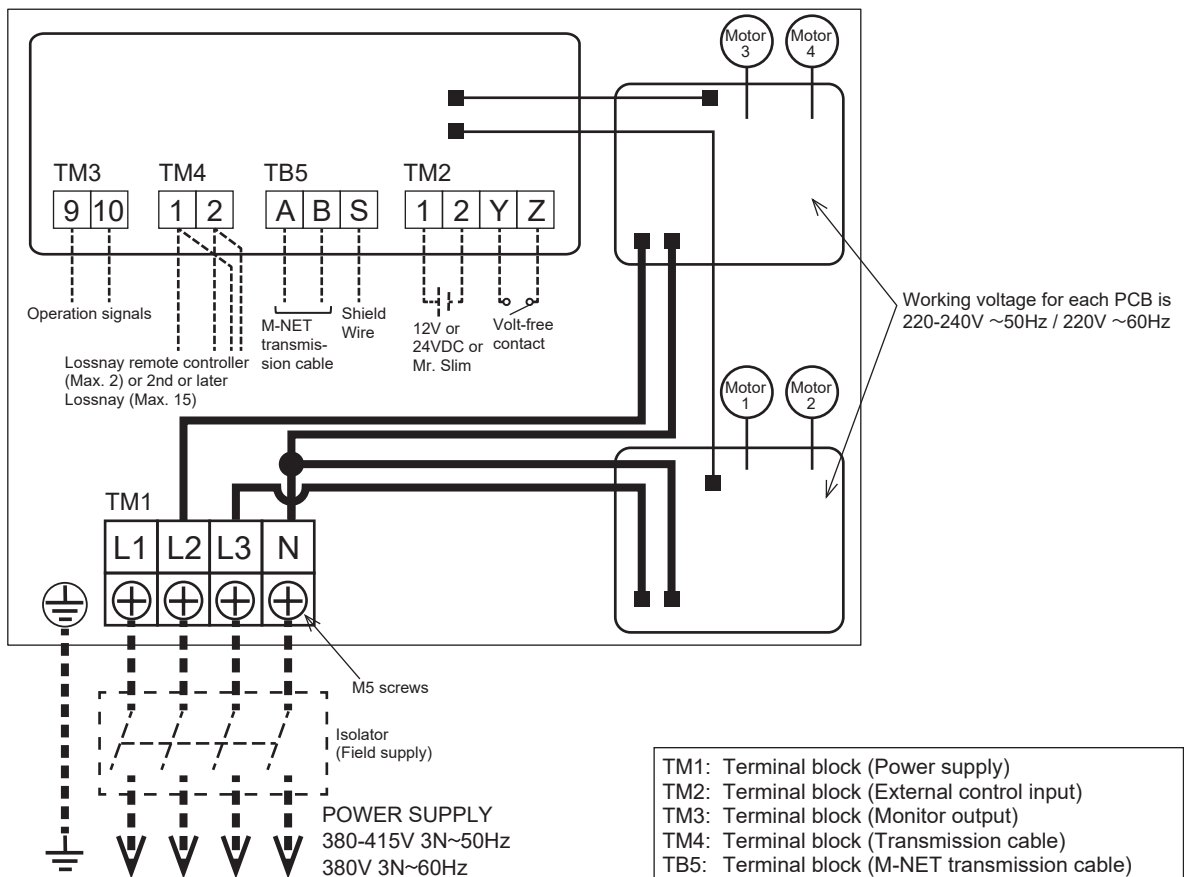 Motor
3
Motor
4
TM3
TM4
TB5
TM2
9 10
1 2
A B S
1 2 Y Z
Operation signals
Lossnay remote controller
(Max. 2) or 2nd or later
Lossnay (Max. 15)
M-NET
transmis-
sion cable
Shield
Wire
12V or
24VDC or
Mr. Slim
Volt-free
contact
Working voltage for each PCB is
220-240V ~50Hz / 220V ~60Hz
Motor
1
Motor
2
TM1
L1 L2 L3 N
M5 screws
Isolator
(Field supply)
POWER SUPPLY
380-415V 3N~50Hz
380V 3N~60Hz
TM1: Terminal block (Power supply)
TM2: Terminal block (External control input)
TM3: Terminal block (Monitor output)
TM4: Terminal block (Transmission cable)
TB5: Terminal block (M-NET transmission cable)